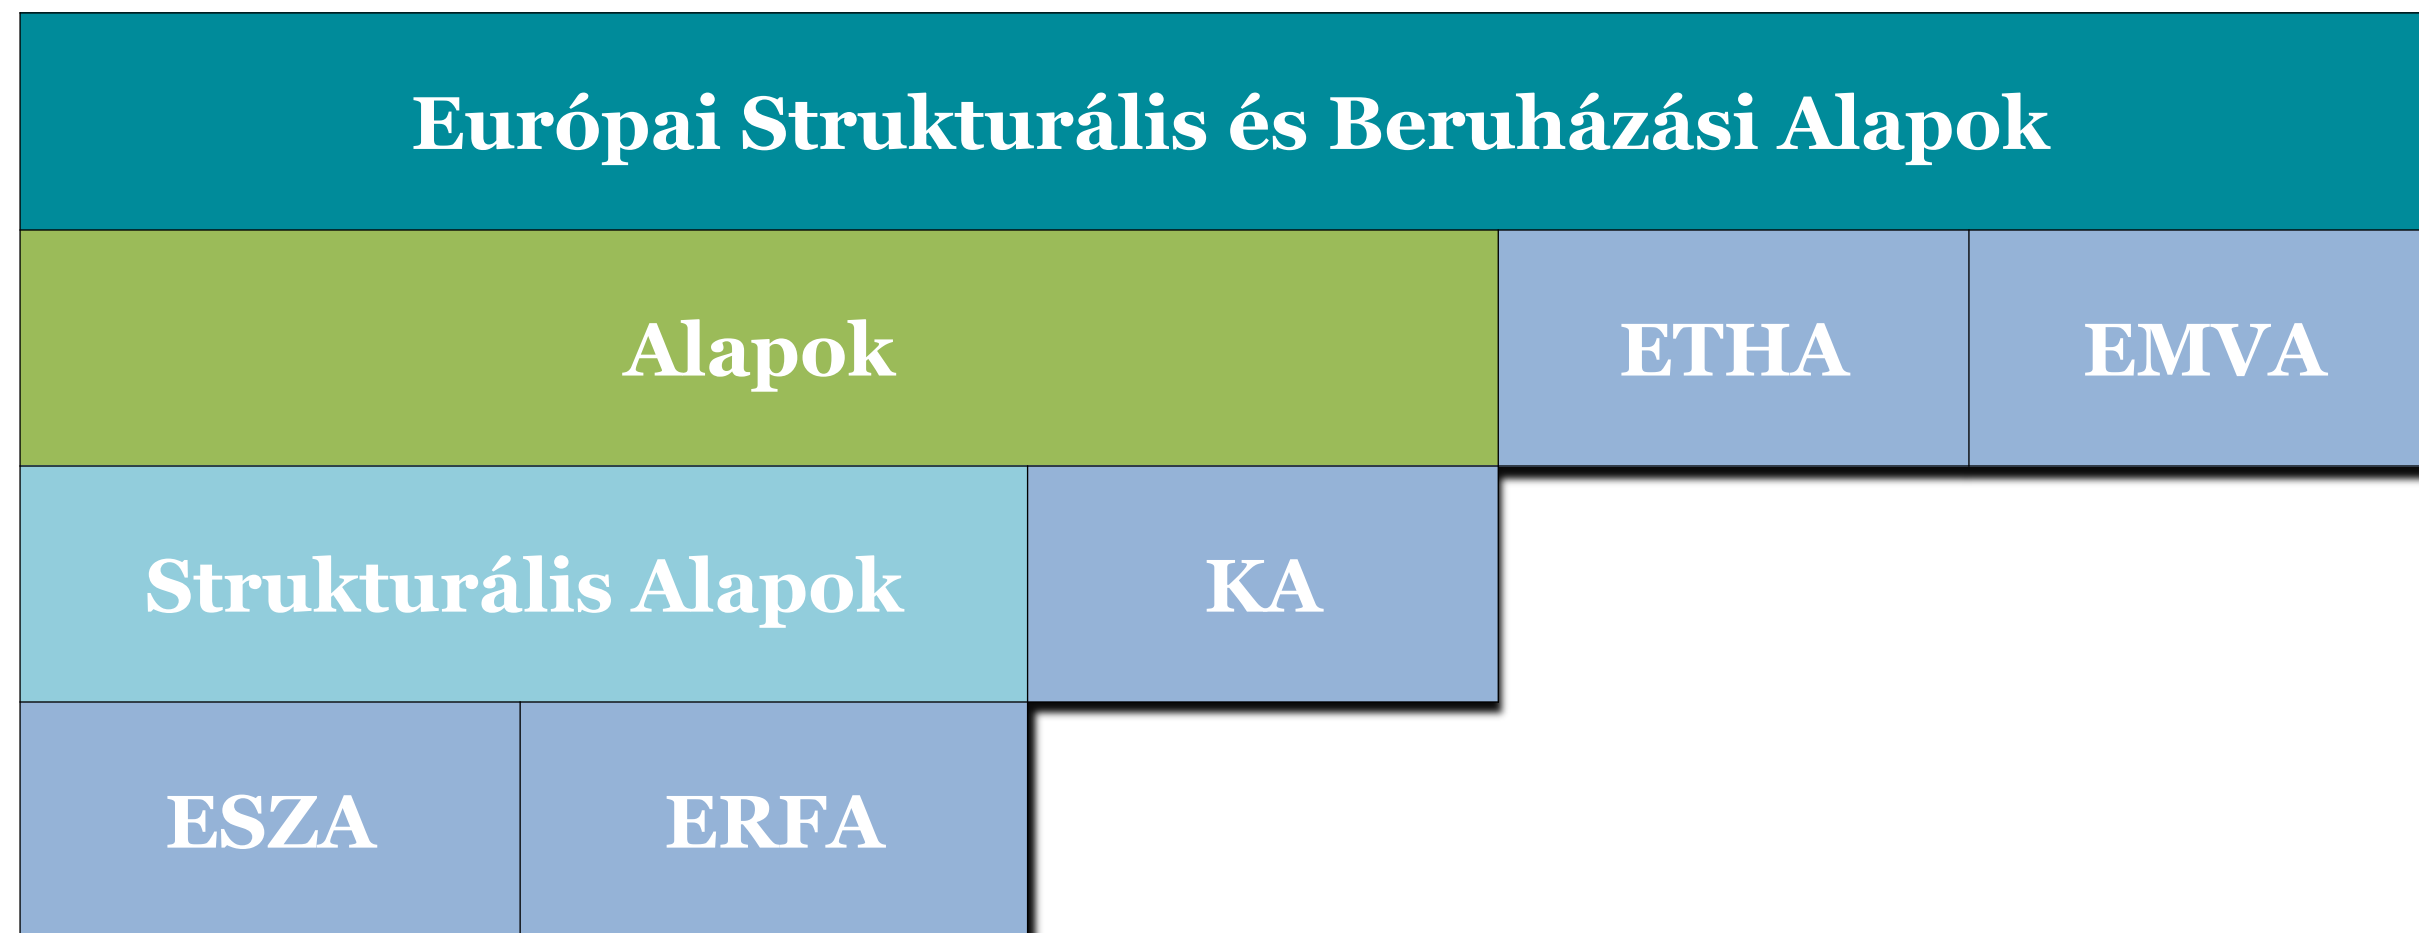 Európai Strukturális és Beruházási Alapok
Alapok
ETHA
EMVA
Strukturális Alapok
KA
ESZA
ERFA